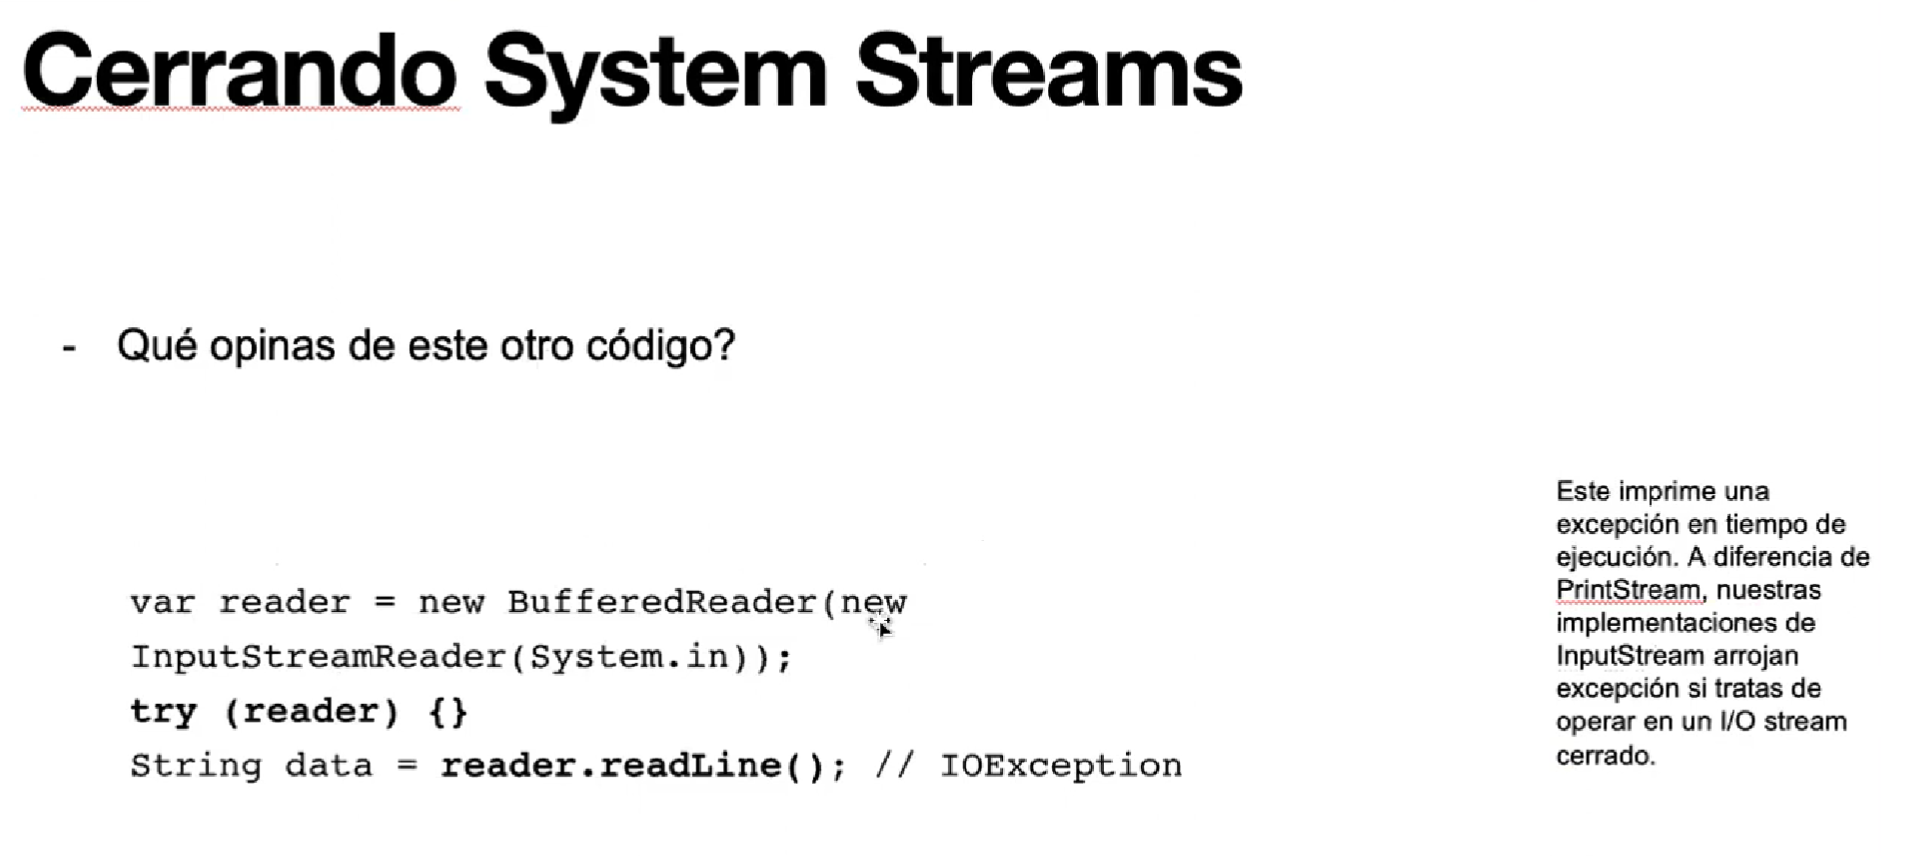 Cerrando System Streams
- Qué opinas de este otro código?
Este imprime una
excepción en tiempo de
ejecución. A diferencia de
PrintStream, nuestras
implementaciones de
InputStream arrojan
excepción si tratas de
operar en un I/O stream
cerrado.
var reader = new BufferedReader(new
InputStreamReader(System.in));
try (reader) {}
String data = reader.readLine(); // IOException